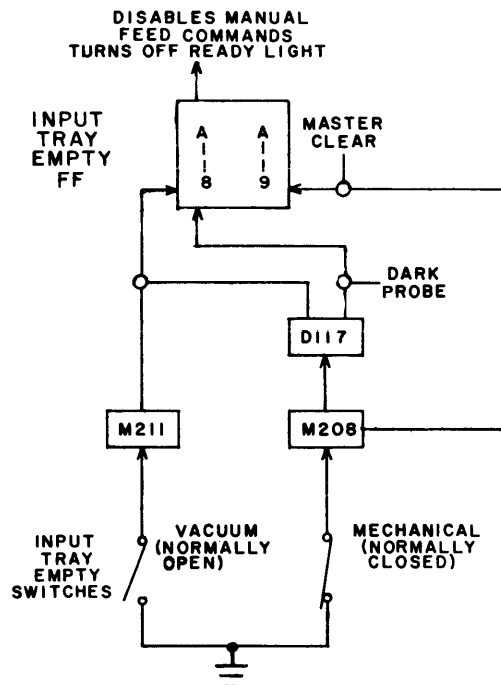 DISABLES MANUAL
FEED COMMANDS
TURNS OFF READY LIGHT
INPUT
TRAY
EMPTY
FF
A
|
|
8
A
|
|
9
MASTER
CLEAR
DARK
PROBE
D117
M211
M208
INPUT
TRAY
EMPTY
SWITCHES
VACUUM
(NORMALLY
OPEN)
MECHANICAL
(NORMALLY
CLOSED)